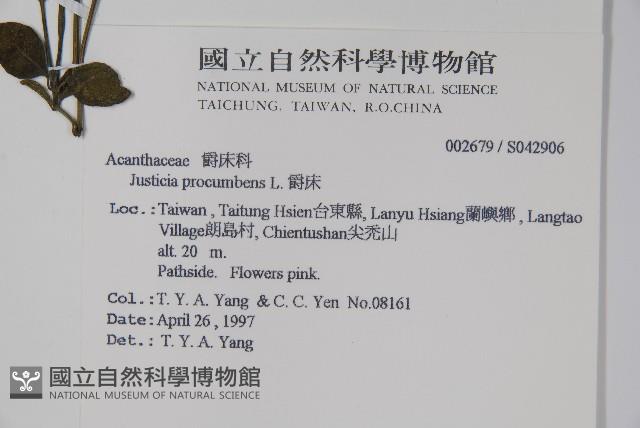 國立自然科學博物館
NATIONAL MUSEUM OF NATURAL SCIENCE
TAICHUNG, TAIWAN, R.O.CHINA
002679 / S042906
Acanthaceae 爵床科
Justicia procumbens L. 爵床
Loc.: Taiwan , Taitung Hsien台東縣, Lanyu Hsiang蘭嶼鄉 , Langtao
Village朗島村, Chientushan尖禿山
alt. 20 m.
Pathside. Flowers pink.
Col.: T. Y. A. Yang & C. C. Yen No.08161
Date: April 26 , 1997
Det.: T. Y. A. Yang
國立自然科學博物館
NATIONAL MUSEUM OF NATURAL SCIENCE